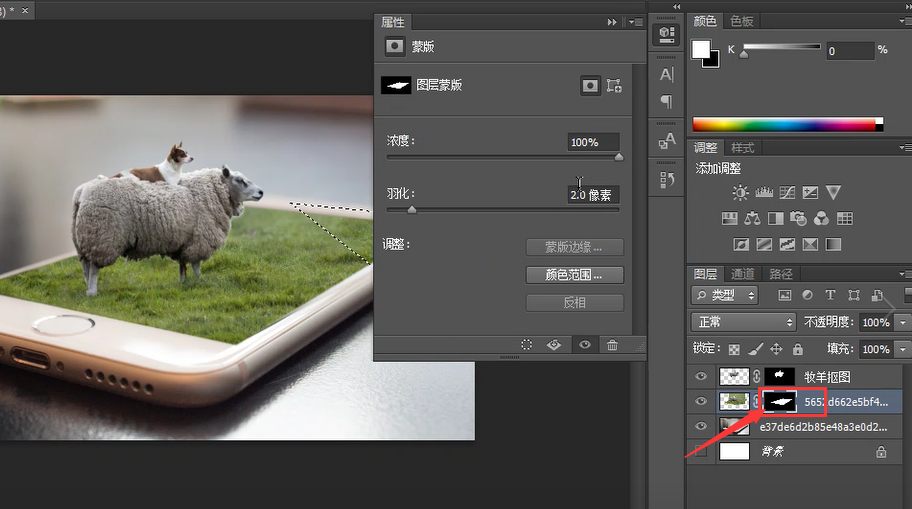 ) * ×
属性
蒙版
图层蒙版
浓度：
100%
羽化：
2.0 像素
调整：
蒙版边缘...
颜色范围...
反相
颜色
色板
K
0
%
调整
样式
添加调整
图层
通道
路径
类型
正常
不透明度：
100%
锁定：
填充：
100%
牧羊抠图
5652d662e5bf4...
e37de6d2b85e48a3e0d2...
背景